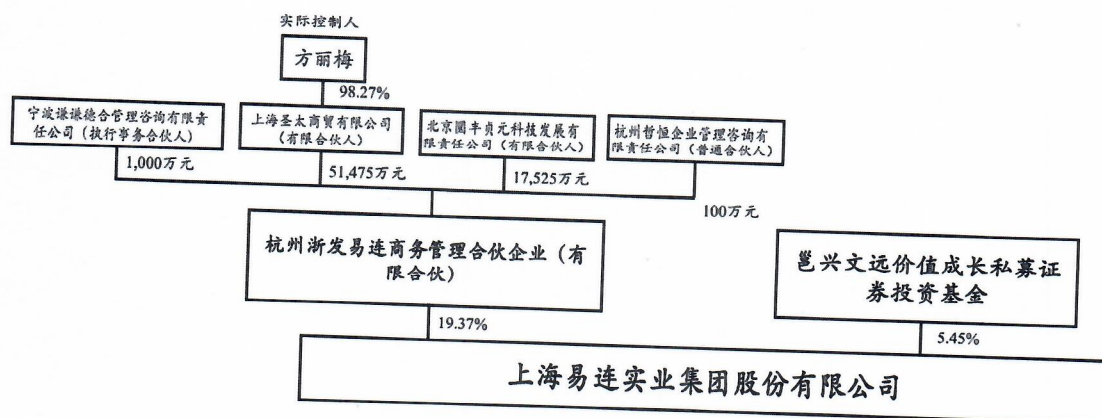 实际控制人
方丽梅
98.27%
宁波谦谦德合管理咨询有限责
任公司（执行事务合伙人）
上海圣太商贸有限公司
（有限合伙人）
北京圆丰贞元科技发展有
限责任公司（有限合伙人）
杭州哲恒企业管理咨询有
限责任公司（普通合伙人）
1,000万元
51,475万元
17,525万元
100万元
杭州浙发易连商务管理合伙企业（有
限合伙）
邕兴文远价值成长私募证
券投资基金
19.37%
5.45%
上海易连实业集团股份有限公司